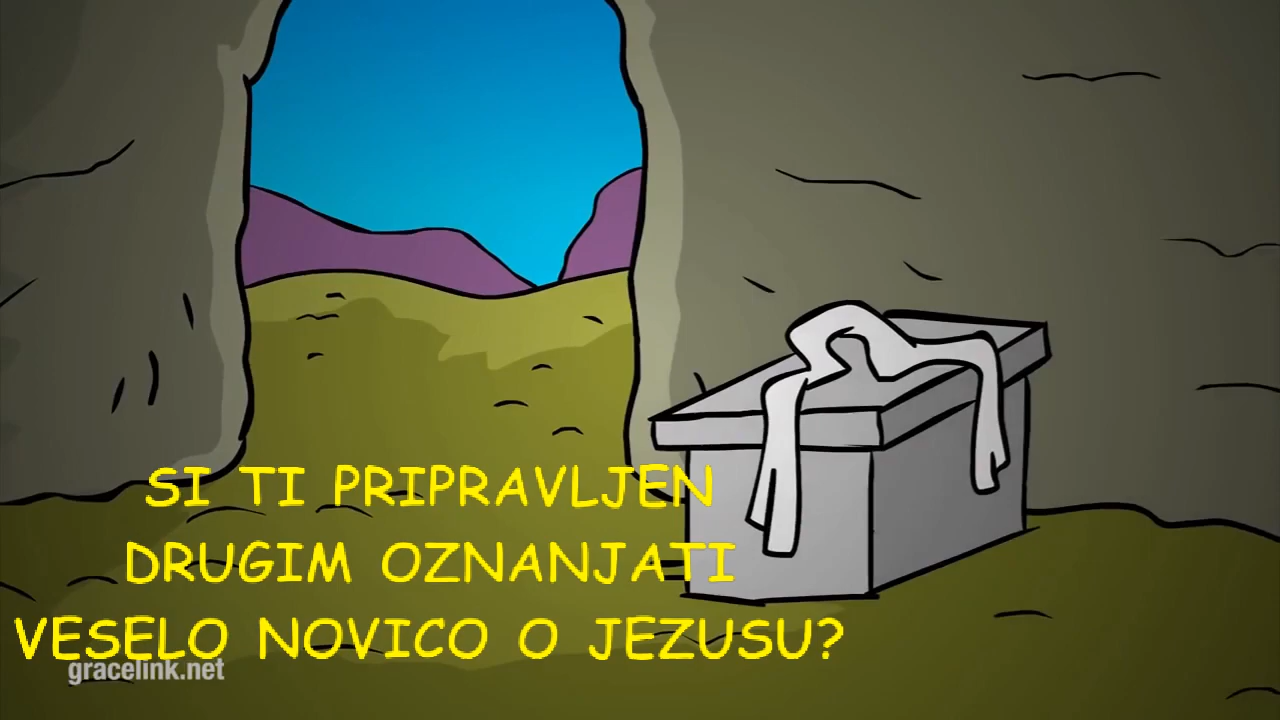 SI TI PRIPRAVLJEN
DRUGIM OZNANJATI
VESELO NOVICO O JEZUSU?
gracelink.net